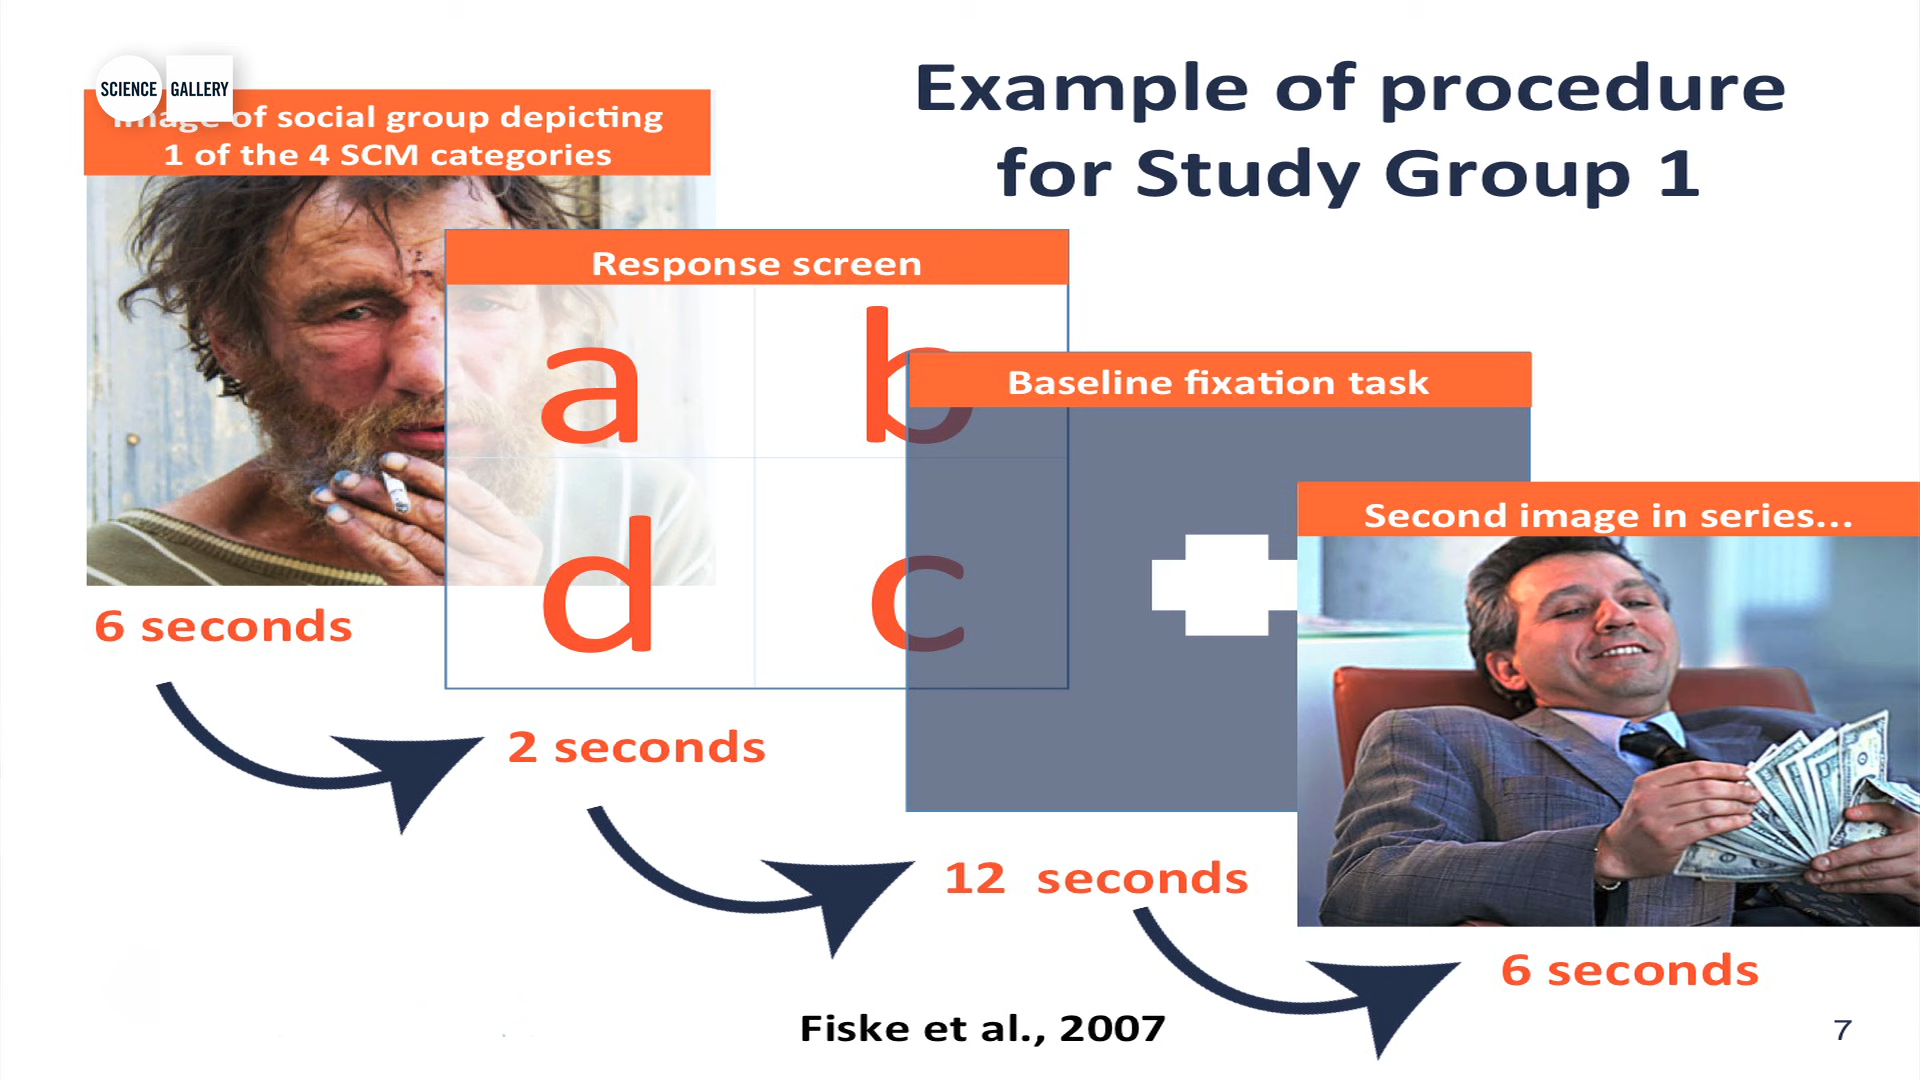 SCIENCE GALLERY
Example of procedure
for Study Group 1
Image of social group depicting
1 of the 4 SCM categories
Response screen
a b
d c
Baseline fixation task
Second image in series...
6 seconds
2 seconds
12 seconds
6 seconds
Fiske et al., 2007
7